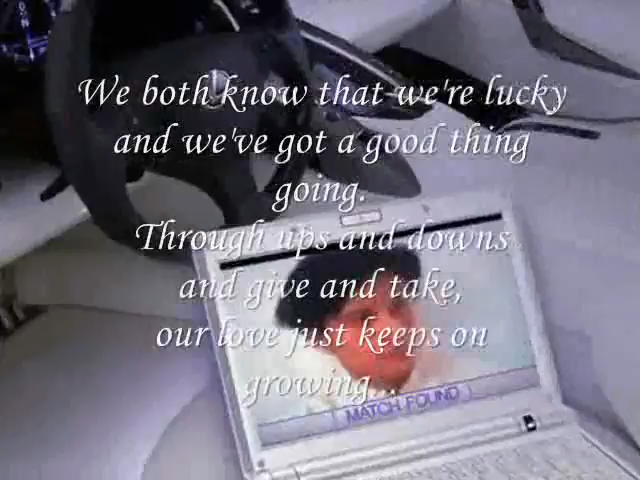 We both know that we're lucky
and we've got a good thing
going.
Through ups and downs
and give and take,
our love just keeps on
growing...
MATCH FOUND